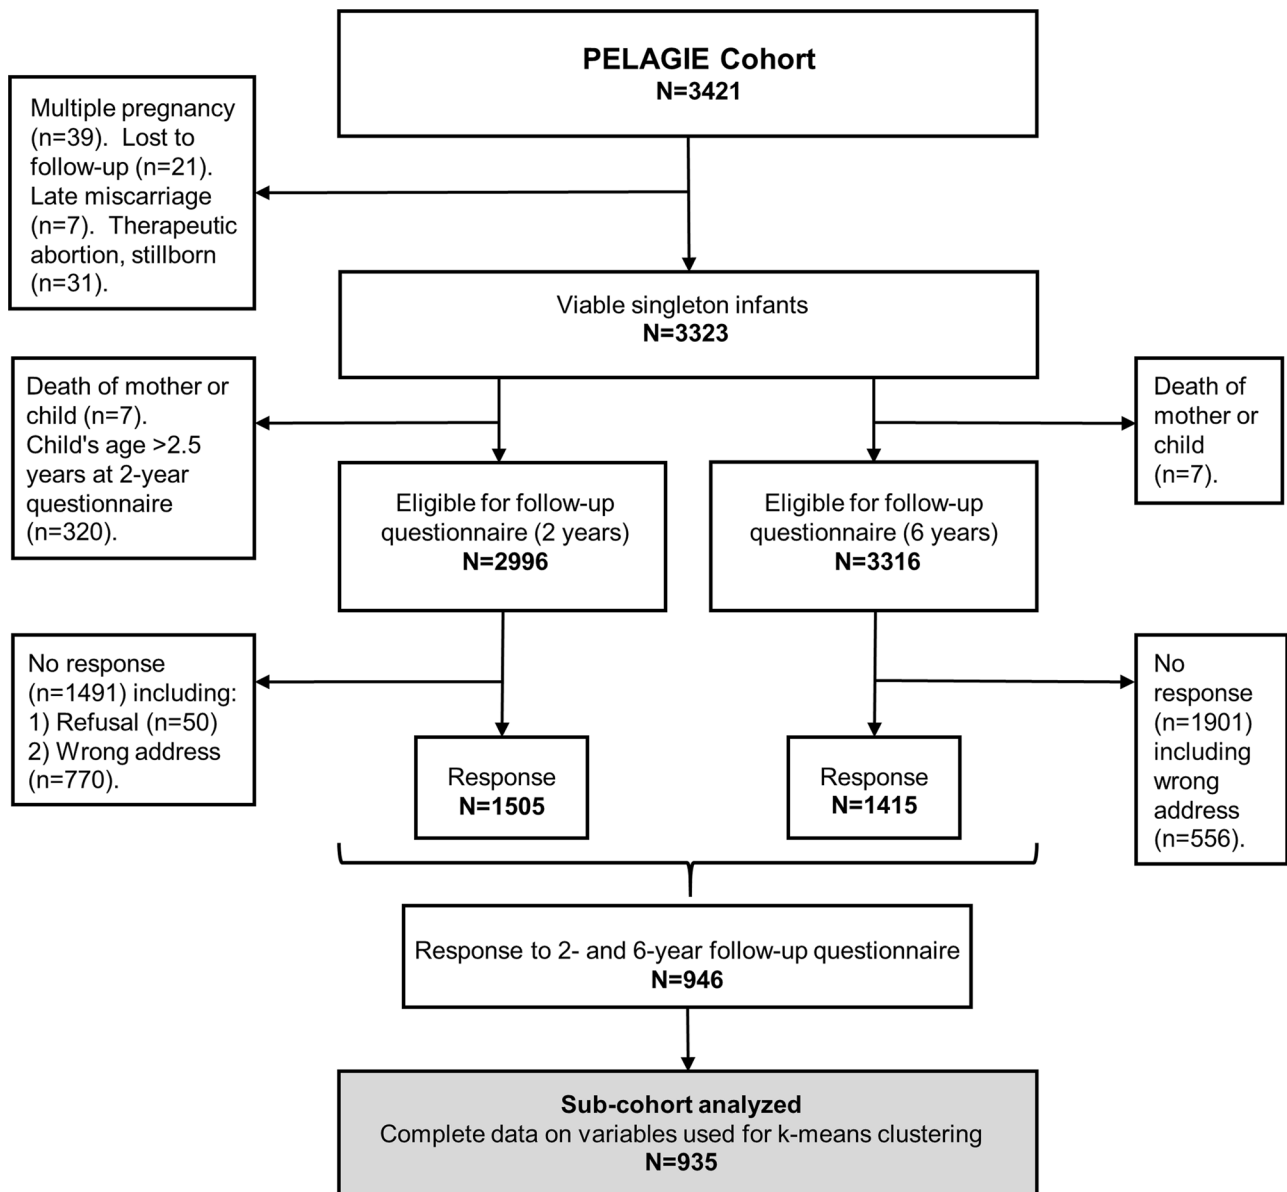 PELAGIE Cohort
N=3421
Multiple pregnancy
(n=39).  Lost to
follow-up (n=21).
Late miscarriage
(n=7).  Therapeutic
abortion, stillborn
(n=31).
Viable singleton infants
N=3323
Death of mother or
child (n=7).
Child's age >2.5
years at 2-year
questionnaire
(n=320).
Death of
mother or
child
(n=7).
Eligible for follow-up
questionnaire (2 years)
N=2996
Eligible for follow-up
questionnaire (6 years)
N=3316
No response
(n=1491) including:
1) Refusal (n=50)
2) Wrong address
(n=770).
No
response
(n=1901)
including
wrong
address
(n=556).
Response
N=1505
Response
N=1415
Response to 2- and 6-year follow-up questionnaire
N=946
Sub-cohort analyzed
Complete data on variables used for k-means clustering
N=935